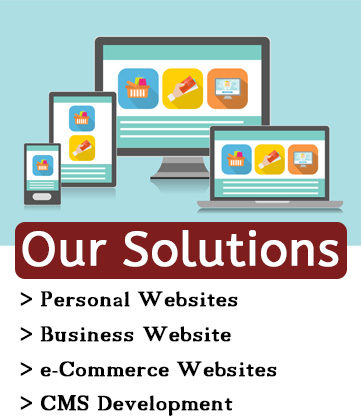 Our Solutions
> Personal Websites
> Business Website
> e-Commerce Websites
> CMS Development